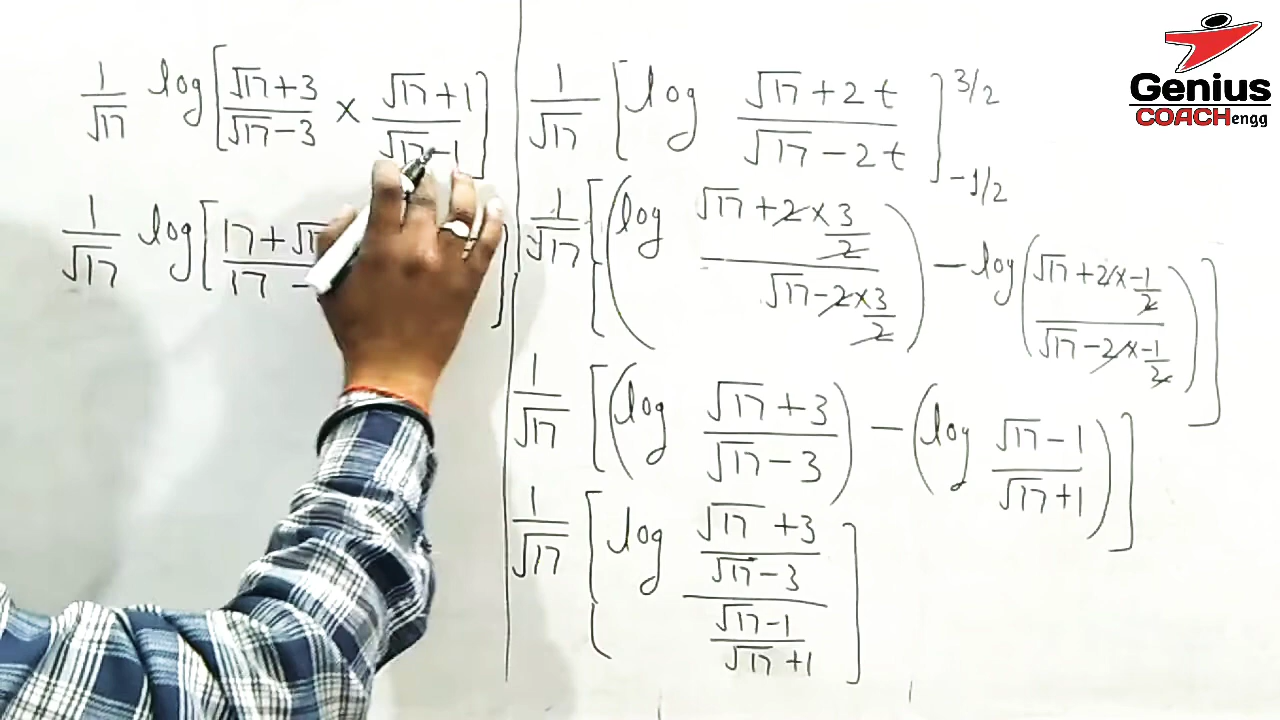 Genius
COACHengg
1/√17 log[(√17+3)/(√17-3) × (√17+1)/(√17-1)]
1/√17 log[(17+√1
17 -
]
1/√17 [log (√17+2t)/(√17-2t)]^{3/2}_{-1/2}
1/√17 [(log (√17+2×3/2)/(√17-2×3/2)) - log((√17+2×-1/2)/(√17-2×-1/2))]
1/√17 [(log (√17+3)/(√17-3)) - (log (√17-1)/(√17+1))]
1/√17 [log ((√17+3)/(√17-3))/((√17-1)/(√17+1))]